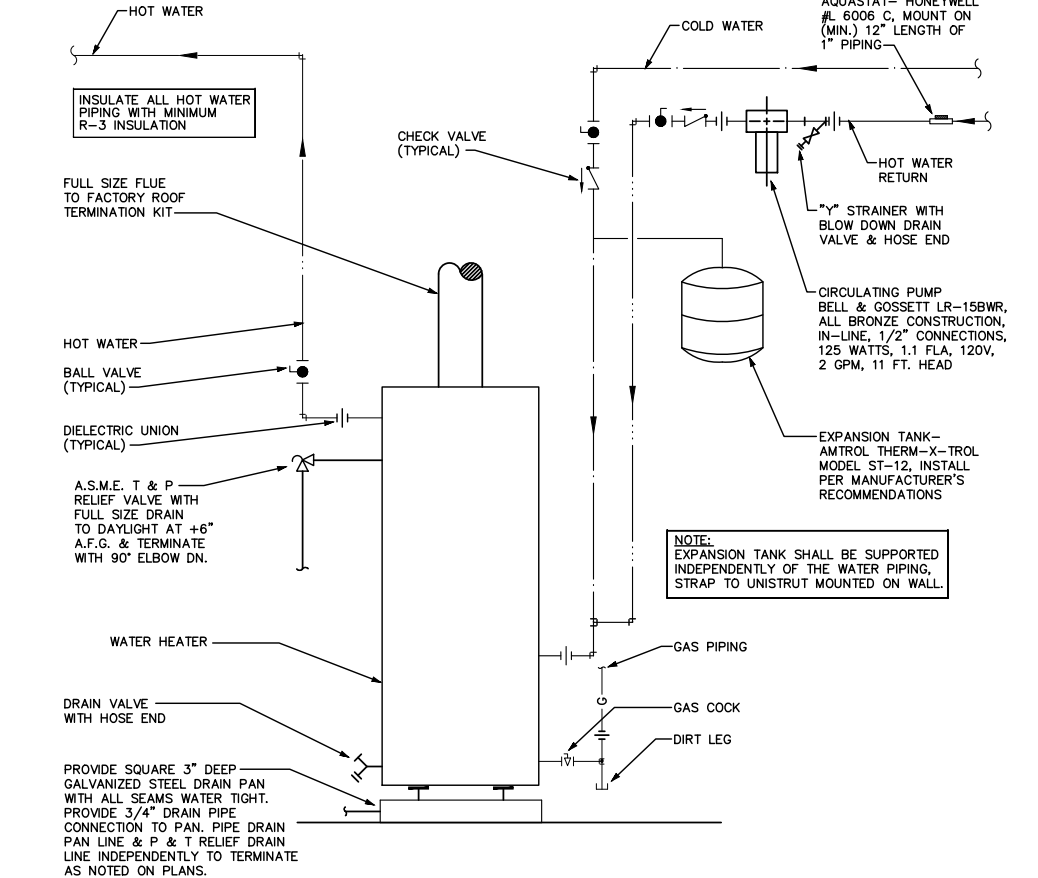 HOT WATER
AQUASTAT- HONEYWELL
#L 6006 C, MOUNT ON
(MIN.) 12" LENGTH OF
1" PIPING
COLD WATER
INSULATE ALL HOT WATER
PIPING WITH MINIMUM
R-3 INSULATION
CHECK VALVE
(TYPICAL)
HOT WATER
RETURN
FULL SIZE FLUE
TO FACTORY ROOF
TERMINATION KIT
"Y" STRAINER WITH
BLOW DOWN DRAIN
VALVE & HOSE END
CIRCULATING PUMP
BELL & GOSSETT LR-15BWR,
ALL BRONZE CONSTRUCTION,
IN-LINE, 1/2" CONNECTIONS,
125 WATTS, 1.1 FLA, 120V,
2 GPM, 11 FT. HEAD
HOT WATER
BALL VALVE
(TYPICAL)
DIELECTRIC UNION
(TYPICAL)
EXPANSION TANK-
AMTROL THERM-X-TROL
MODEL ST-12, INSTALL
PER MANUFACTURER'S
RECOMMENDATIONS
A.S.M.E. T & P
RELIEF VALVE WITH
FULL SIZE DRAIN
TO DAYLIGHT AT +6"
A.F.G. & TERMINATE
WITH 90° ELBOW DN.
NOTE:
EXPANSION TANK SHALL BE SUPPORTED
INDEPENDENTLY OF THE WATER PIPING,
STRAP TO UNISTRUT MOUNTED ON WALL.
WATER HEATER
GAS PIPING
G
GAS COCK
DIRT LEG
DRAIN VALVE
WITH HOSE END
PROVIDE SQUARE 3" DEEP
GALVANIZED STEEL DRAIN PAN
WITH ALL SEAMS WATER TIGHT.
PROVIDE 3/4" DRAIN PIPE
CONNECTION TO PAN. PIPE DRAIN
PAN LINE & P & T RELIEF DRAIN
LINE INDEPENDENTLY TO TERMINATE
AS NOTED ON PLANS.